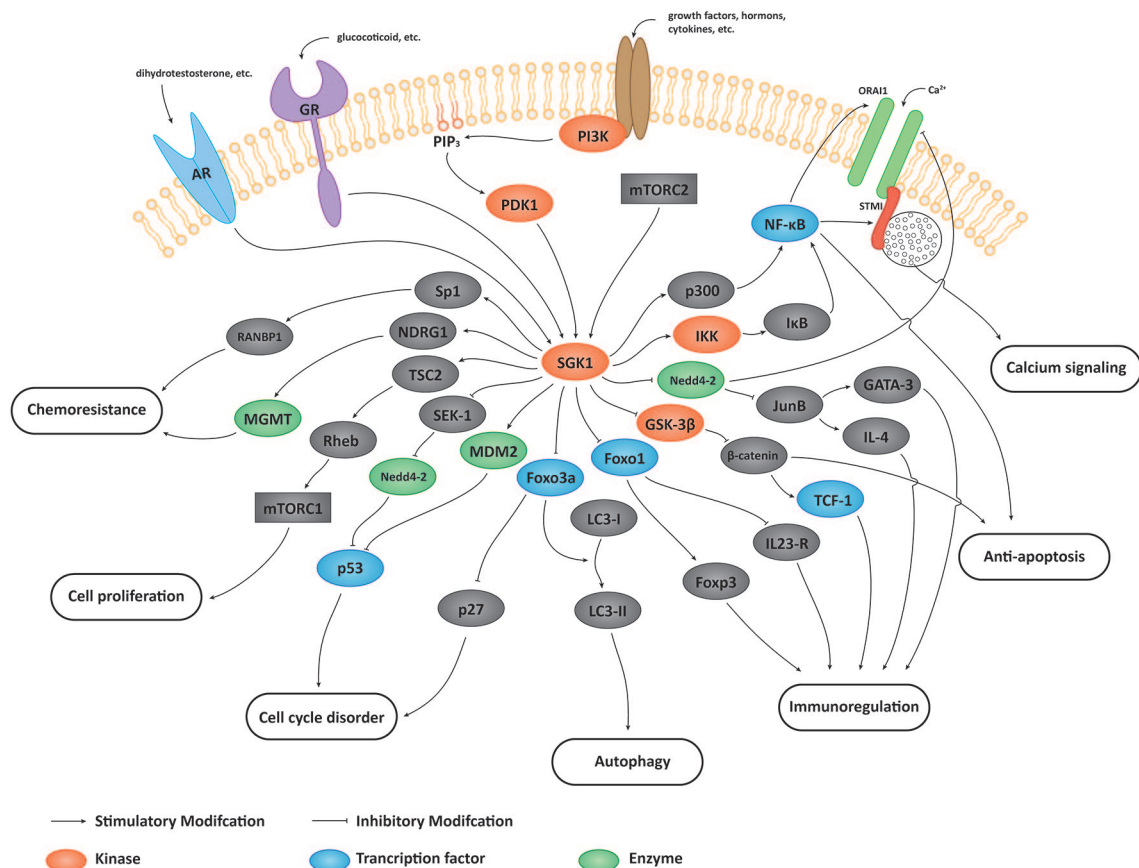 growth factors, hormons,
cytokines, etc.
glucocoticoid, etc.
dihydrotestosterone, etc.
ORAI1
Ca²⁺
GR
AR
PIP₃
PI3K
PDK1
mTORC2
STMI
NF-κB
Sp1
p300
RANBP1
NDRG1
IKK
IκB
SGK1
Calcium signaling
TSC2
Nedd4-2
GATA-3
Chemoresistance
MGMT
SEK-1
JunB
Rheb
GSK-3β
IL-4
MDM2
Foxo1
β-catenin
Nedd4-2
Foxo3a
TCF-1
mTORC1
LC3-I
IL23-R
Anti-apoptosis
p53
Foxp3
Cell proliferation
p27
LC3-II
Immunoregulation
Cell cycle disorder
Autophagy
Stimulatory Modifcation
Inhibitory Modifcation
Kinase
Trancription factor
Enzyme